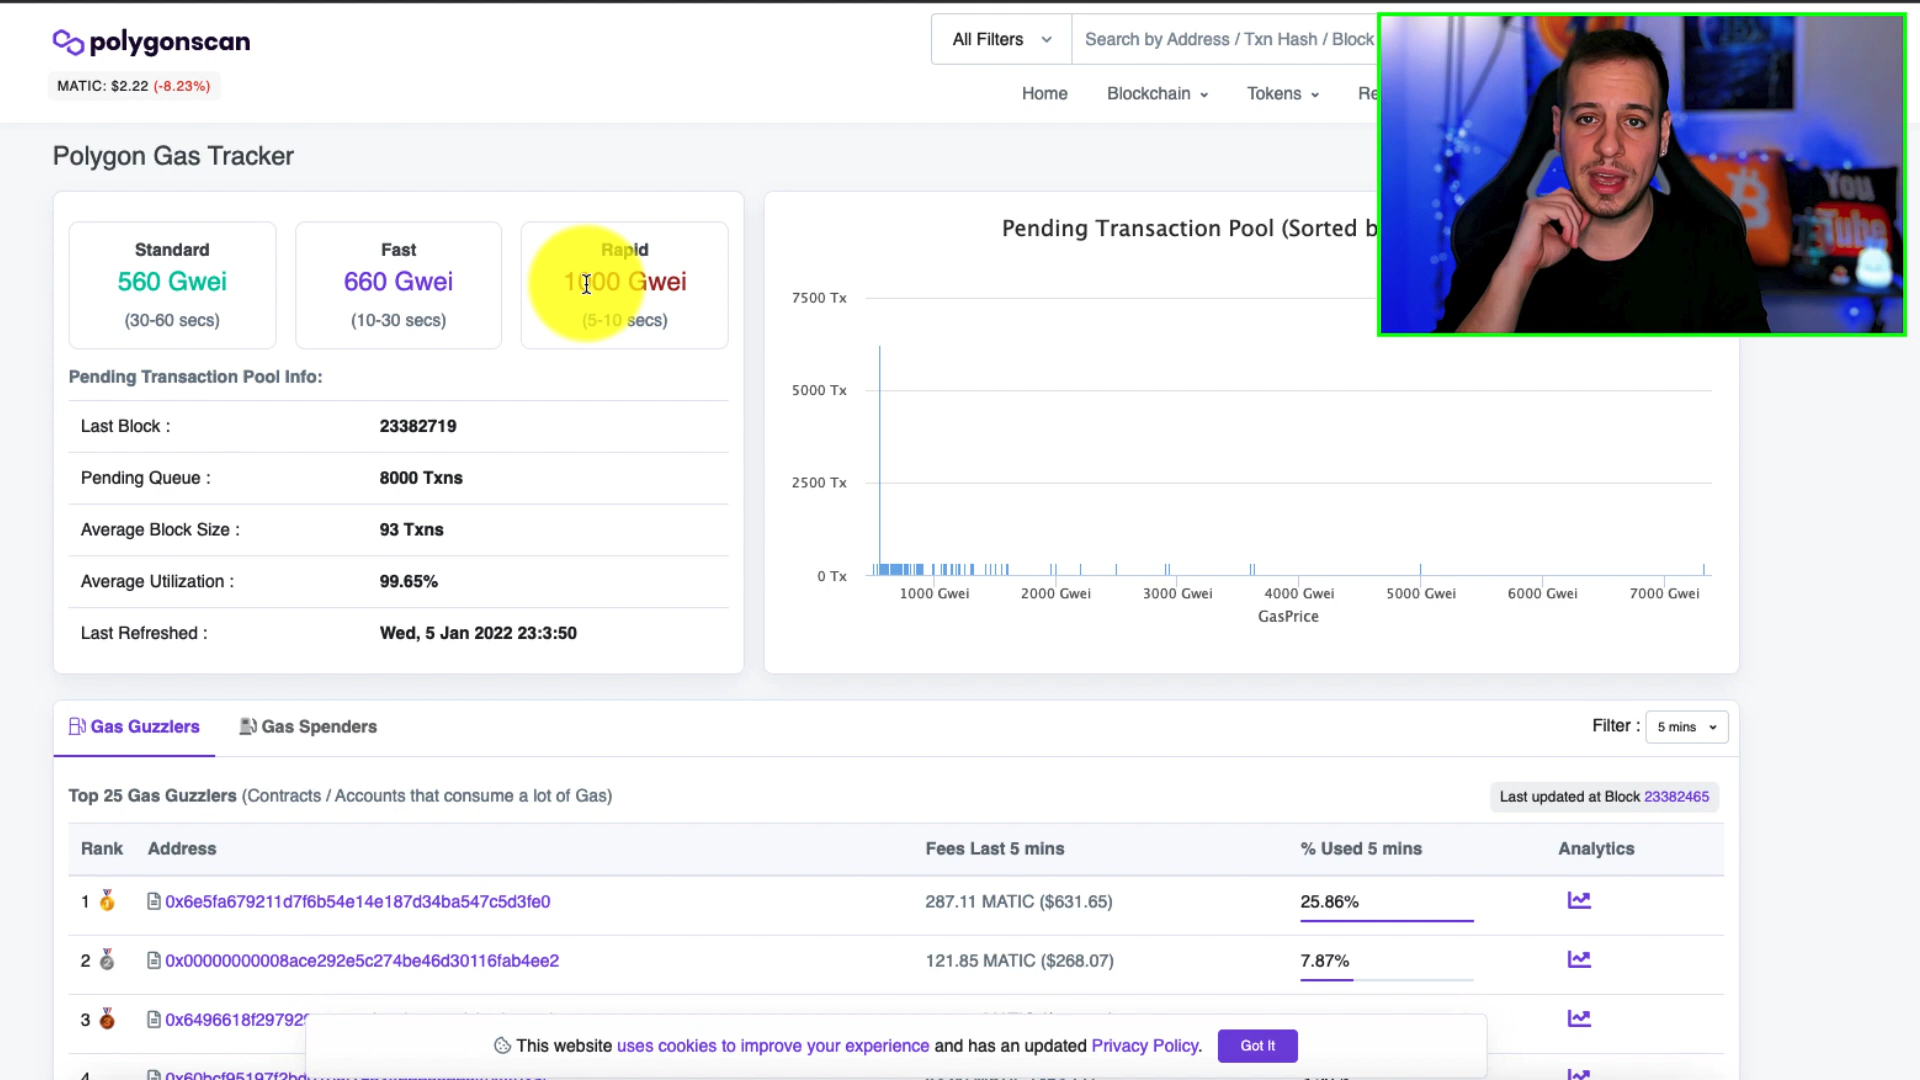 polygonscan
MATIC: $2.22 (-8.23%)
All Filters
Search by Address / Txn Hash / Block
Home
Blockchain
Tokens
Polygon Gas Tracker
Standard
560 Gwei
(30-60 secs)
Fast
660 Gwei
(10-30 secs)
Rapid
1000 Gwei
(5-10 secs)
Pending Transaction Pool Info:
Last Block : 23382719
Pending Queue : 8000 Txns
Average Block Size : 93 Txns
Average Utilization : 99.65%
Last Refreshed : Wed, 5 Jan 2022 23:3:50
Pending Transaction Pool (Sorted b
7500 Tx
5000 Tx
2500 Tx
0 Tx
1000 Gwei 2000 Gwei 3000 Gwei 4000 Gwei 5000 Gwei 6000 Gwei 7000 Gwei
GasPrice
You
Tube
Gas Guzzlers
Gas Spenders
Filter : 5 mins
Top 25 Gas Guzzlers (Contracts / Accounts that consume a lot of Gas)
Last updated at Block 23382465
Rank Address Fees Last 5 mins % Used 5 mins Analytics
1 0x6e5fa679211d7f6b54e14e187d34ba547c5d3fe0 287.11 MATIC ($631.65) 25.86%
2 0x00000000008ace292e5c274be46d30116fab4ee2 121.85 MATIC ($268.07) 7.87%
3 0x6496618f29792
This website uses cookies to improve your experience and has an updated Privacy Policy.
Got It
4